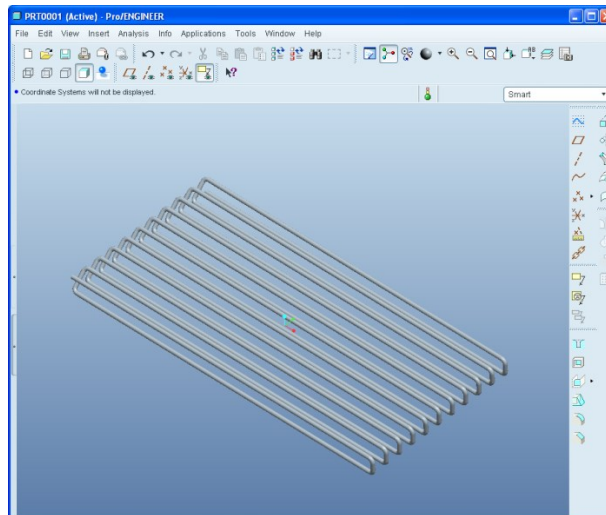 PRT0001 (Active) - Pro/ENGINEER
File Edit View Insert Analysis Info Applications Tools Window Help
Coordinate Systems will not be displayed.
Smart